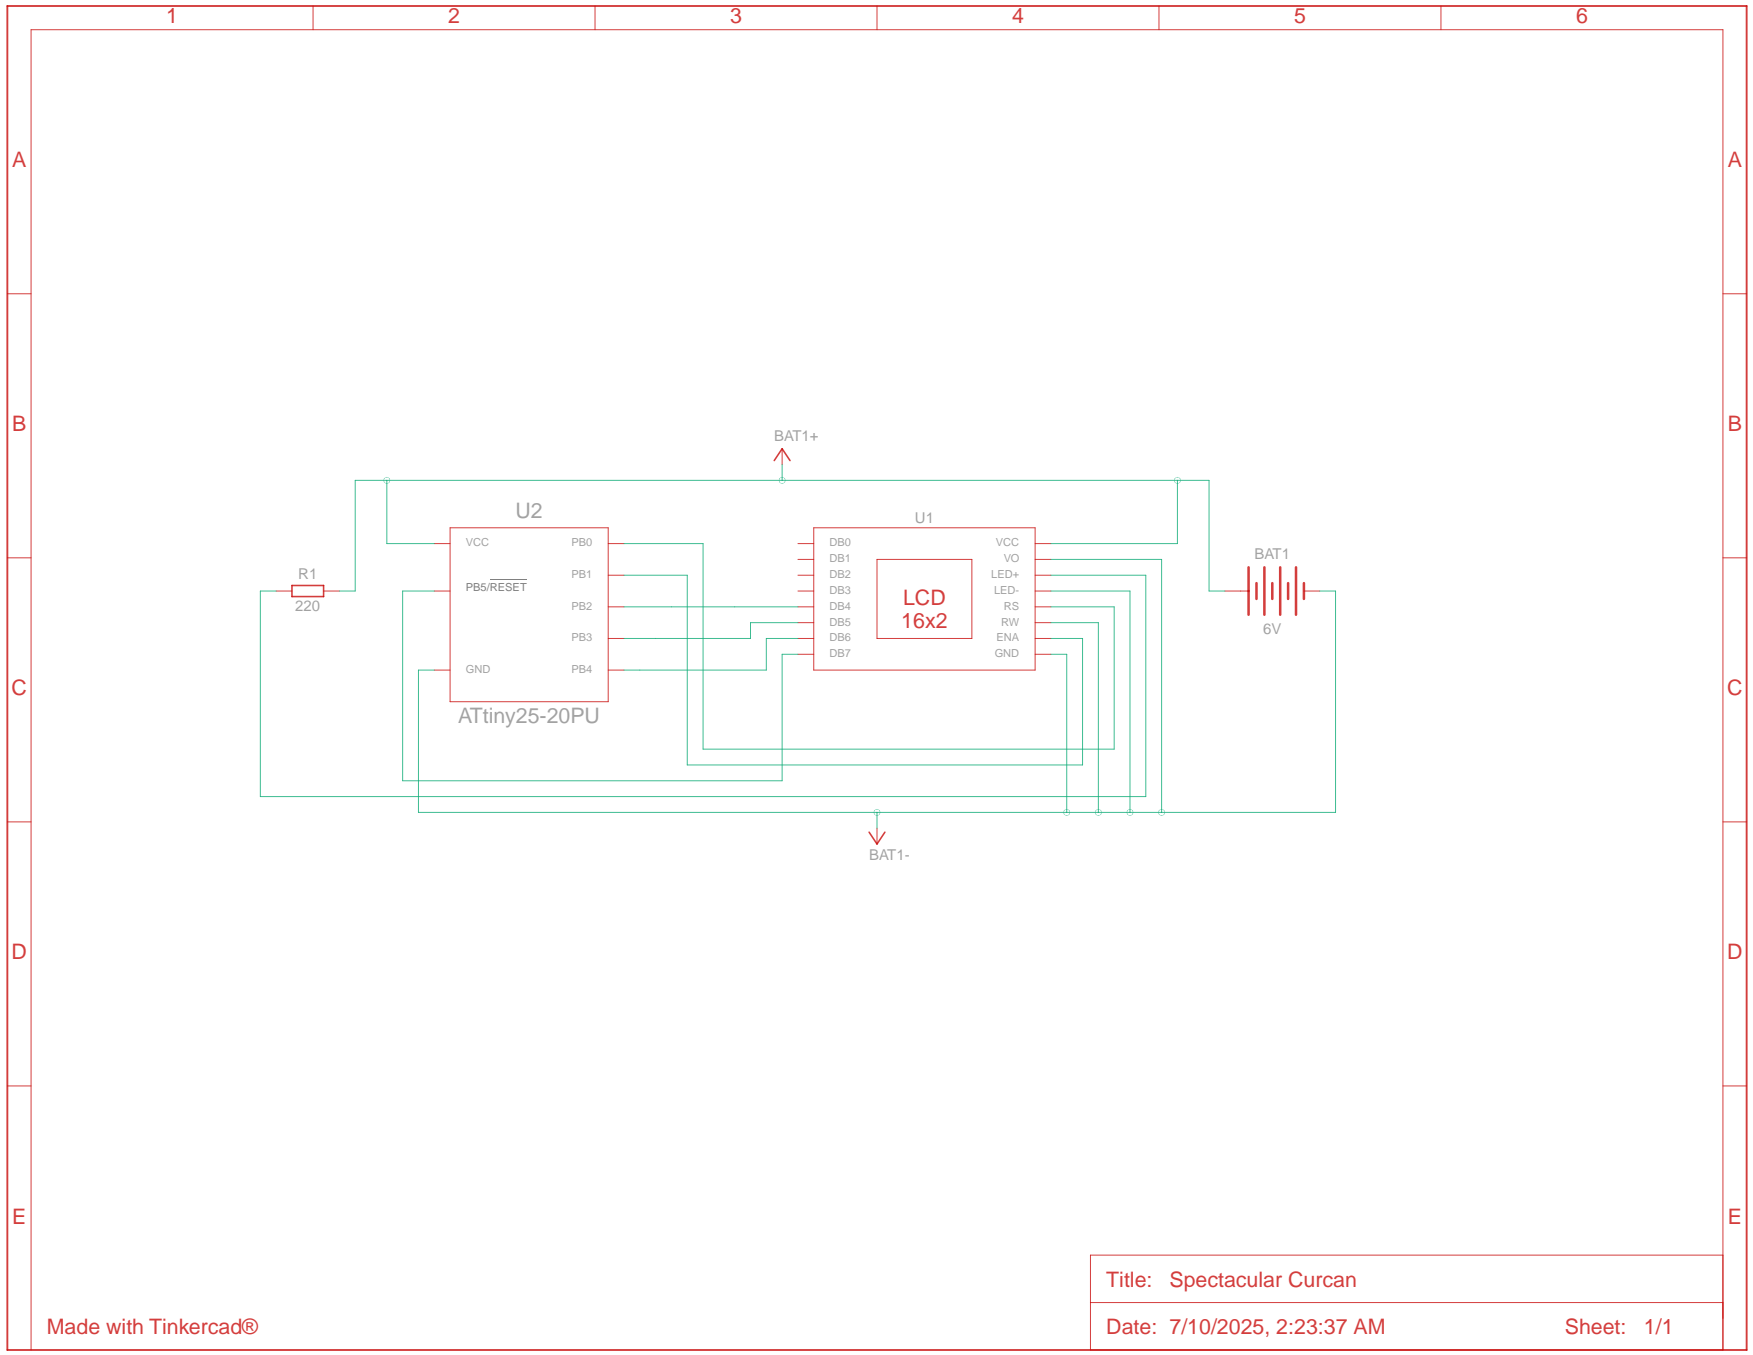 1 2 3 4 5 6
A A
B B
BAT1+
U2
U1
VCC PB0
DB0 VCC
DB1 VO
BAT1
R1
PB1
DB2 LED+
PB5/RESET
DB3 LED-
LCD
16x2
220
PB2
DB4 RS
DB5 RW
6V
PB3
DB6 ENA
DB7 GND
GND PB4
C C
ATtiny25-20PU
BAT1-
D D
E E
Title: Spectacular Curcan
Made with Tinkercad®
Date: 7/10/2025, 2:23:37 AM Sheet: 1/1